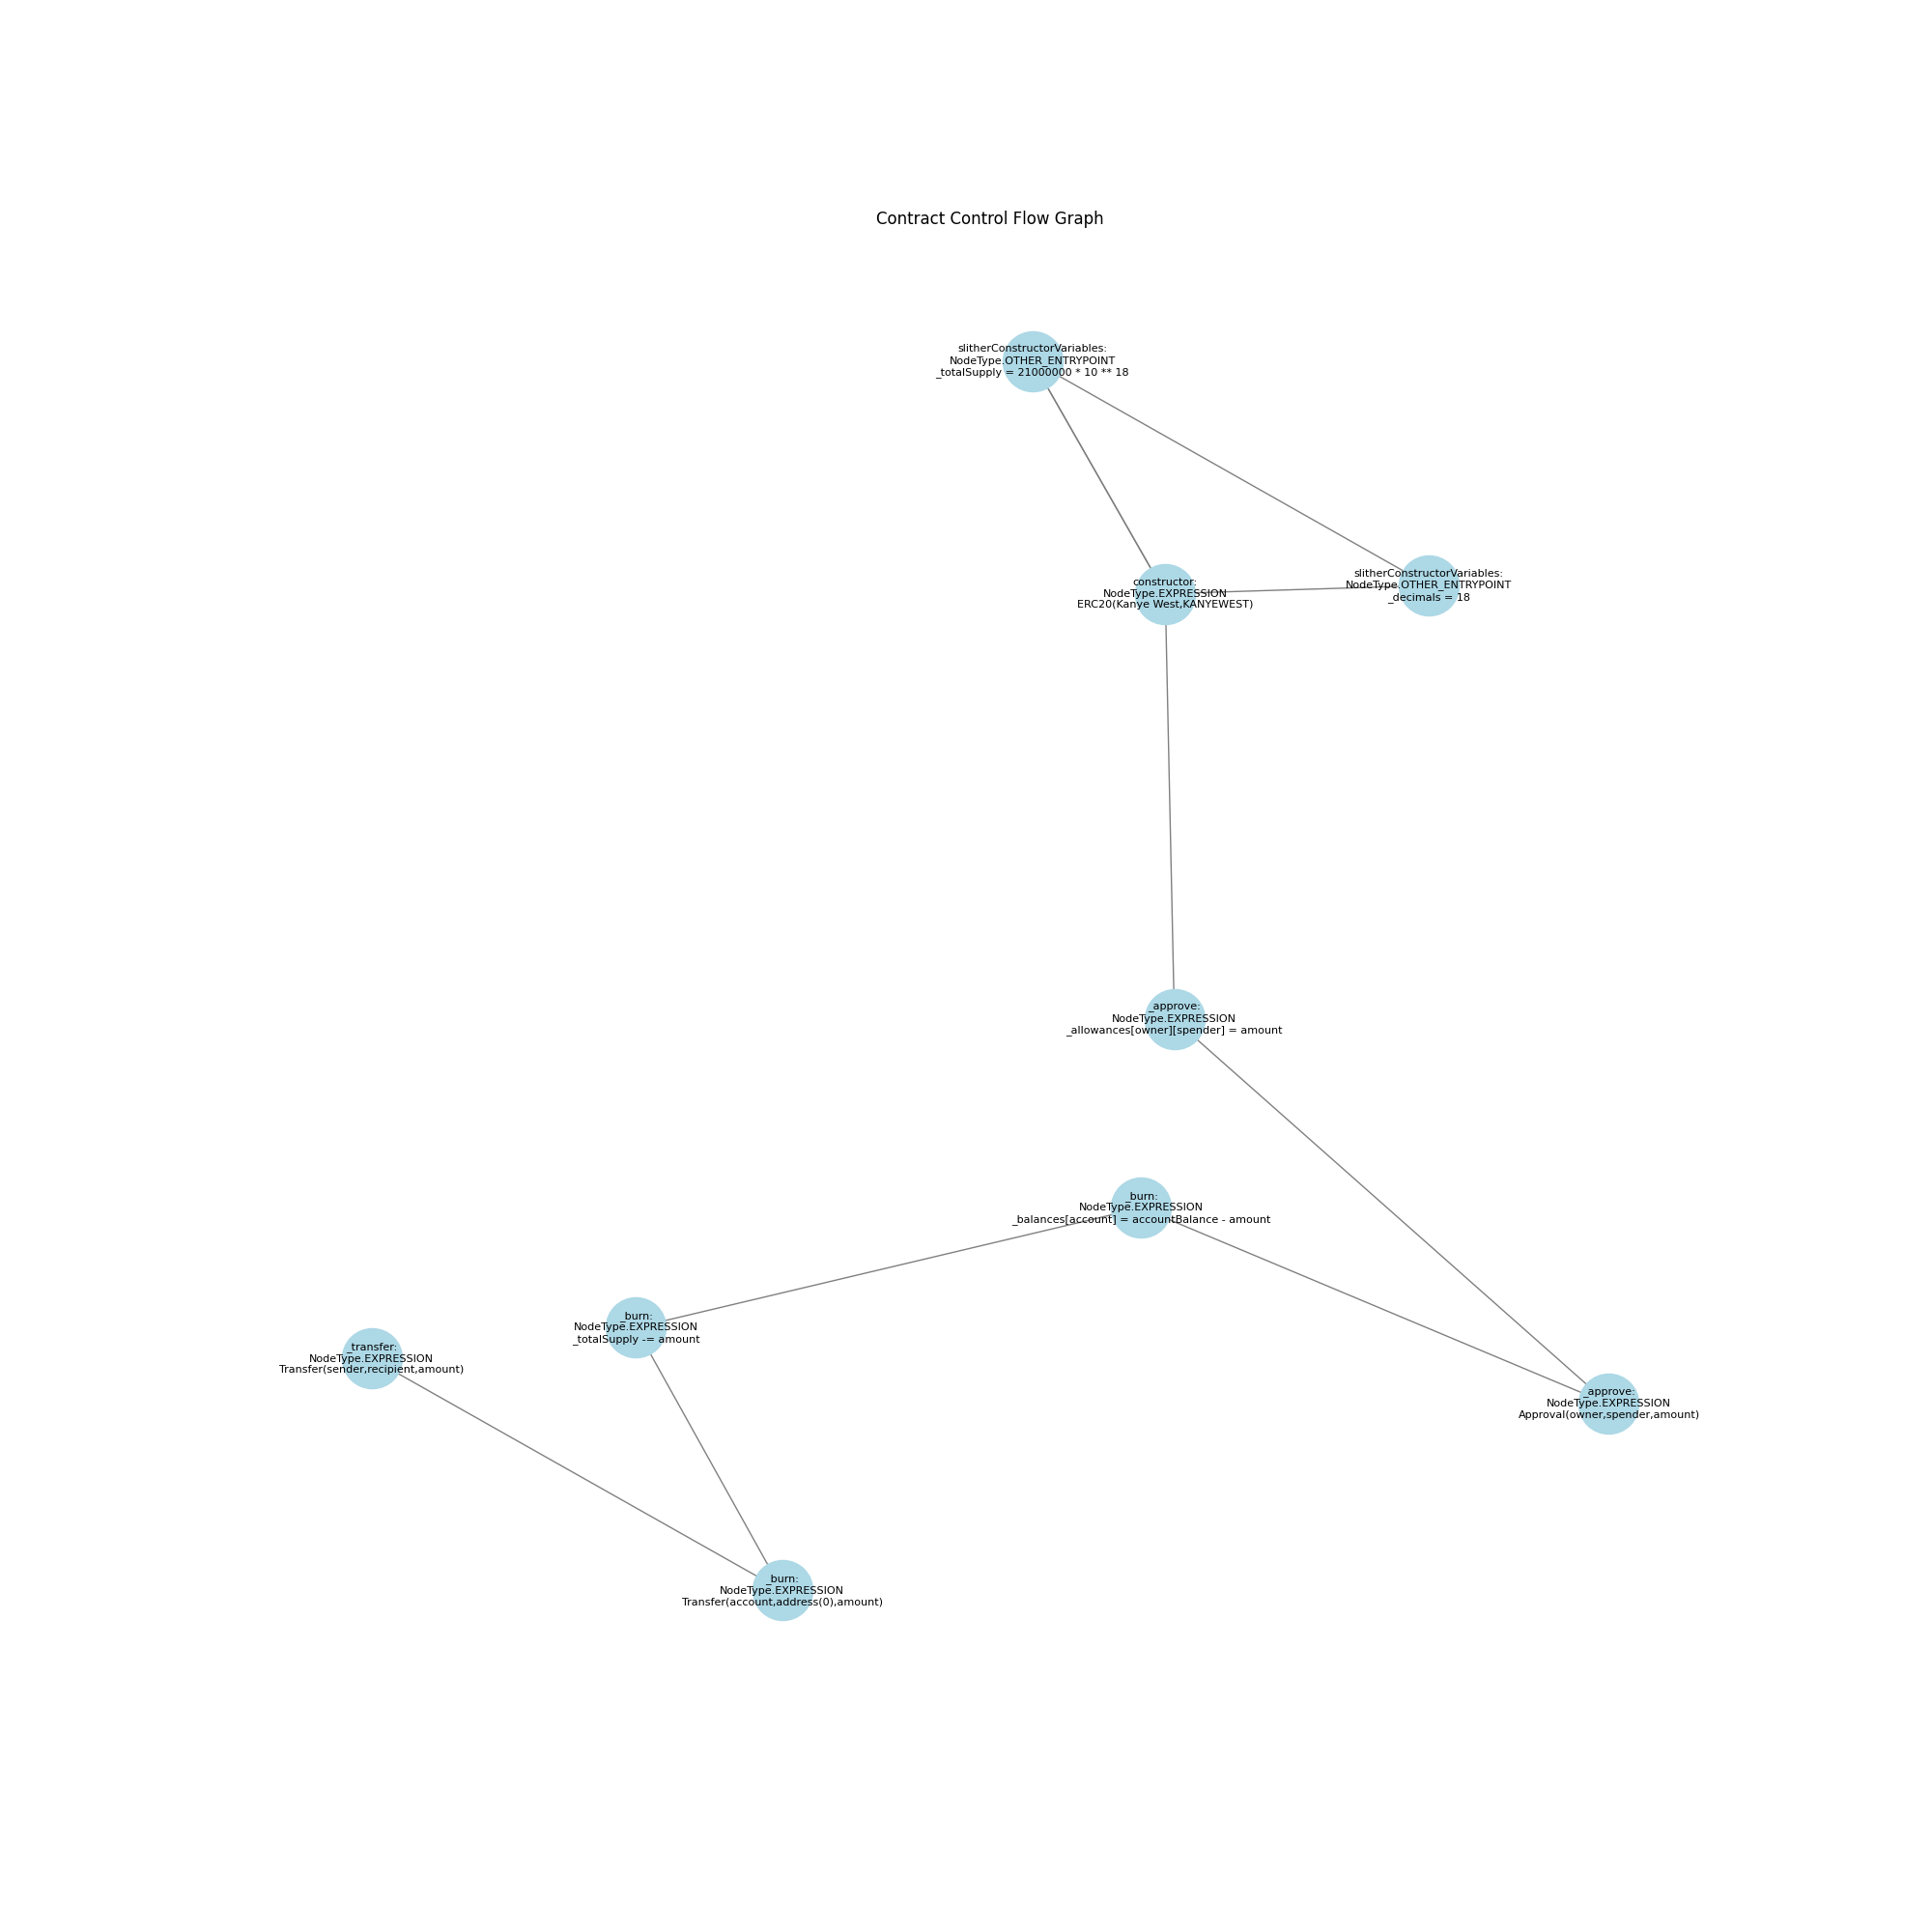 Contract Control Flow Graph
slitherConstructorVariables:
NodeType.OTHER_ENTRYPOINT
_totalSupply = 21000000 * 10 ** 18
slitherConstructorVariables:
NodeType.OTHER_ENTRYPOINT
_decimals = 18
constructor:
NodeType.EXPRESSION
ERC20(Kanye West,KANYEWEST)
_approve:
NodeType.EXPRESSION
_allowances[owner][spender] = amount
_burn:
NodeType.EXPRESSION
_balances[account] = accountBalance - amount
_burn:
NodeType.EXPRESSION
_totalSupply -= amount
_transfer:
NodeType.EXPRESSION
Transfer(sender,recipient,amount)
_approve:
NodeType.EXPRESSION
Approval(owner,spender,amount)
_burn:
NodeType.EXPRESSION
Transfer(account,address(0),amount)